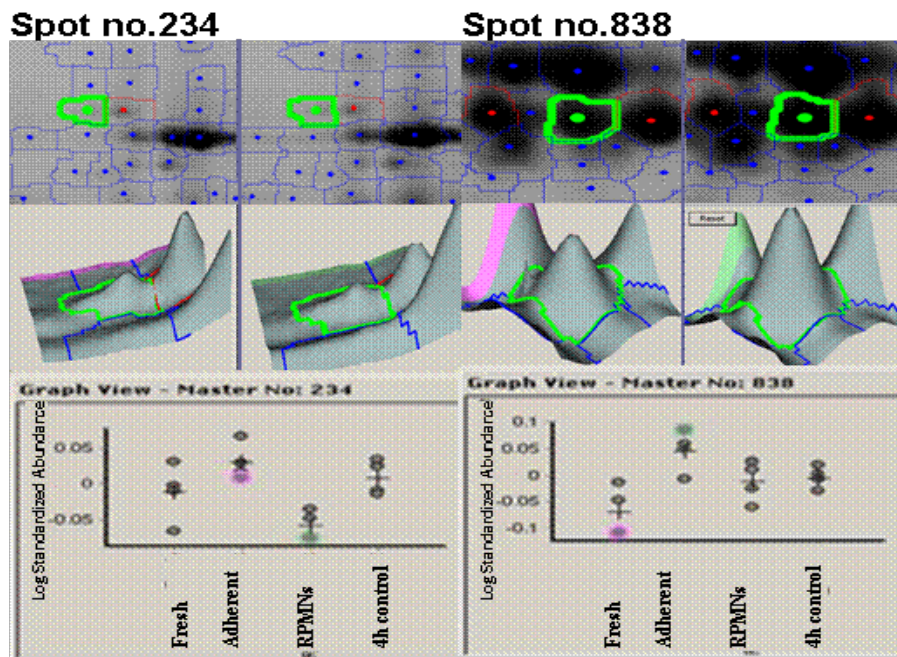 Spot no.234
Spot no.838
Reset
Graph View - Master No: 234
Log Standardized Abundance
0.05
-0.05
Fresh
Adherent
RPMNs
4h control
Graph View - Master No: 838
Log Standardized Abundance
0.1
0.05
0
-0.05
-0.1
Fresh
Adherent
RPMNs
4h control